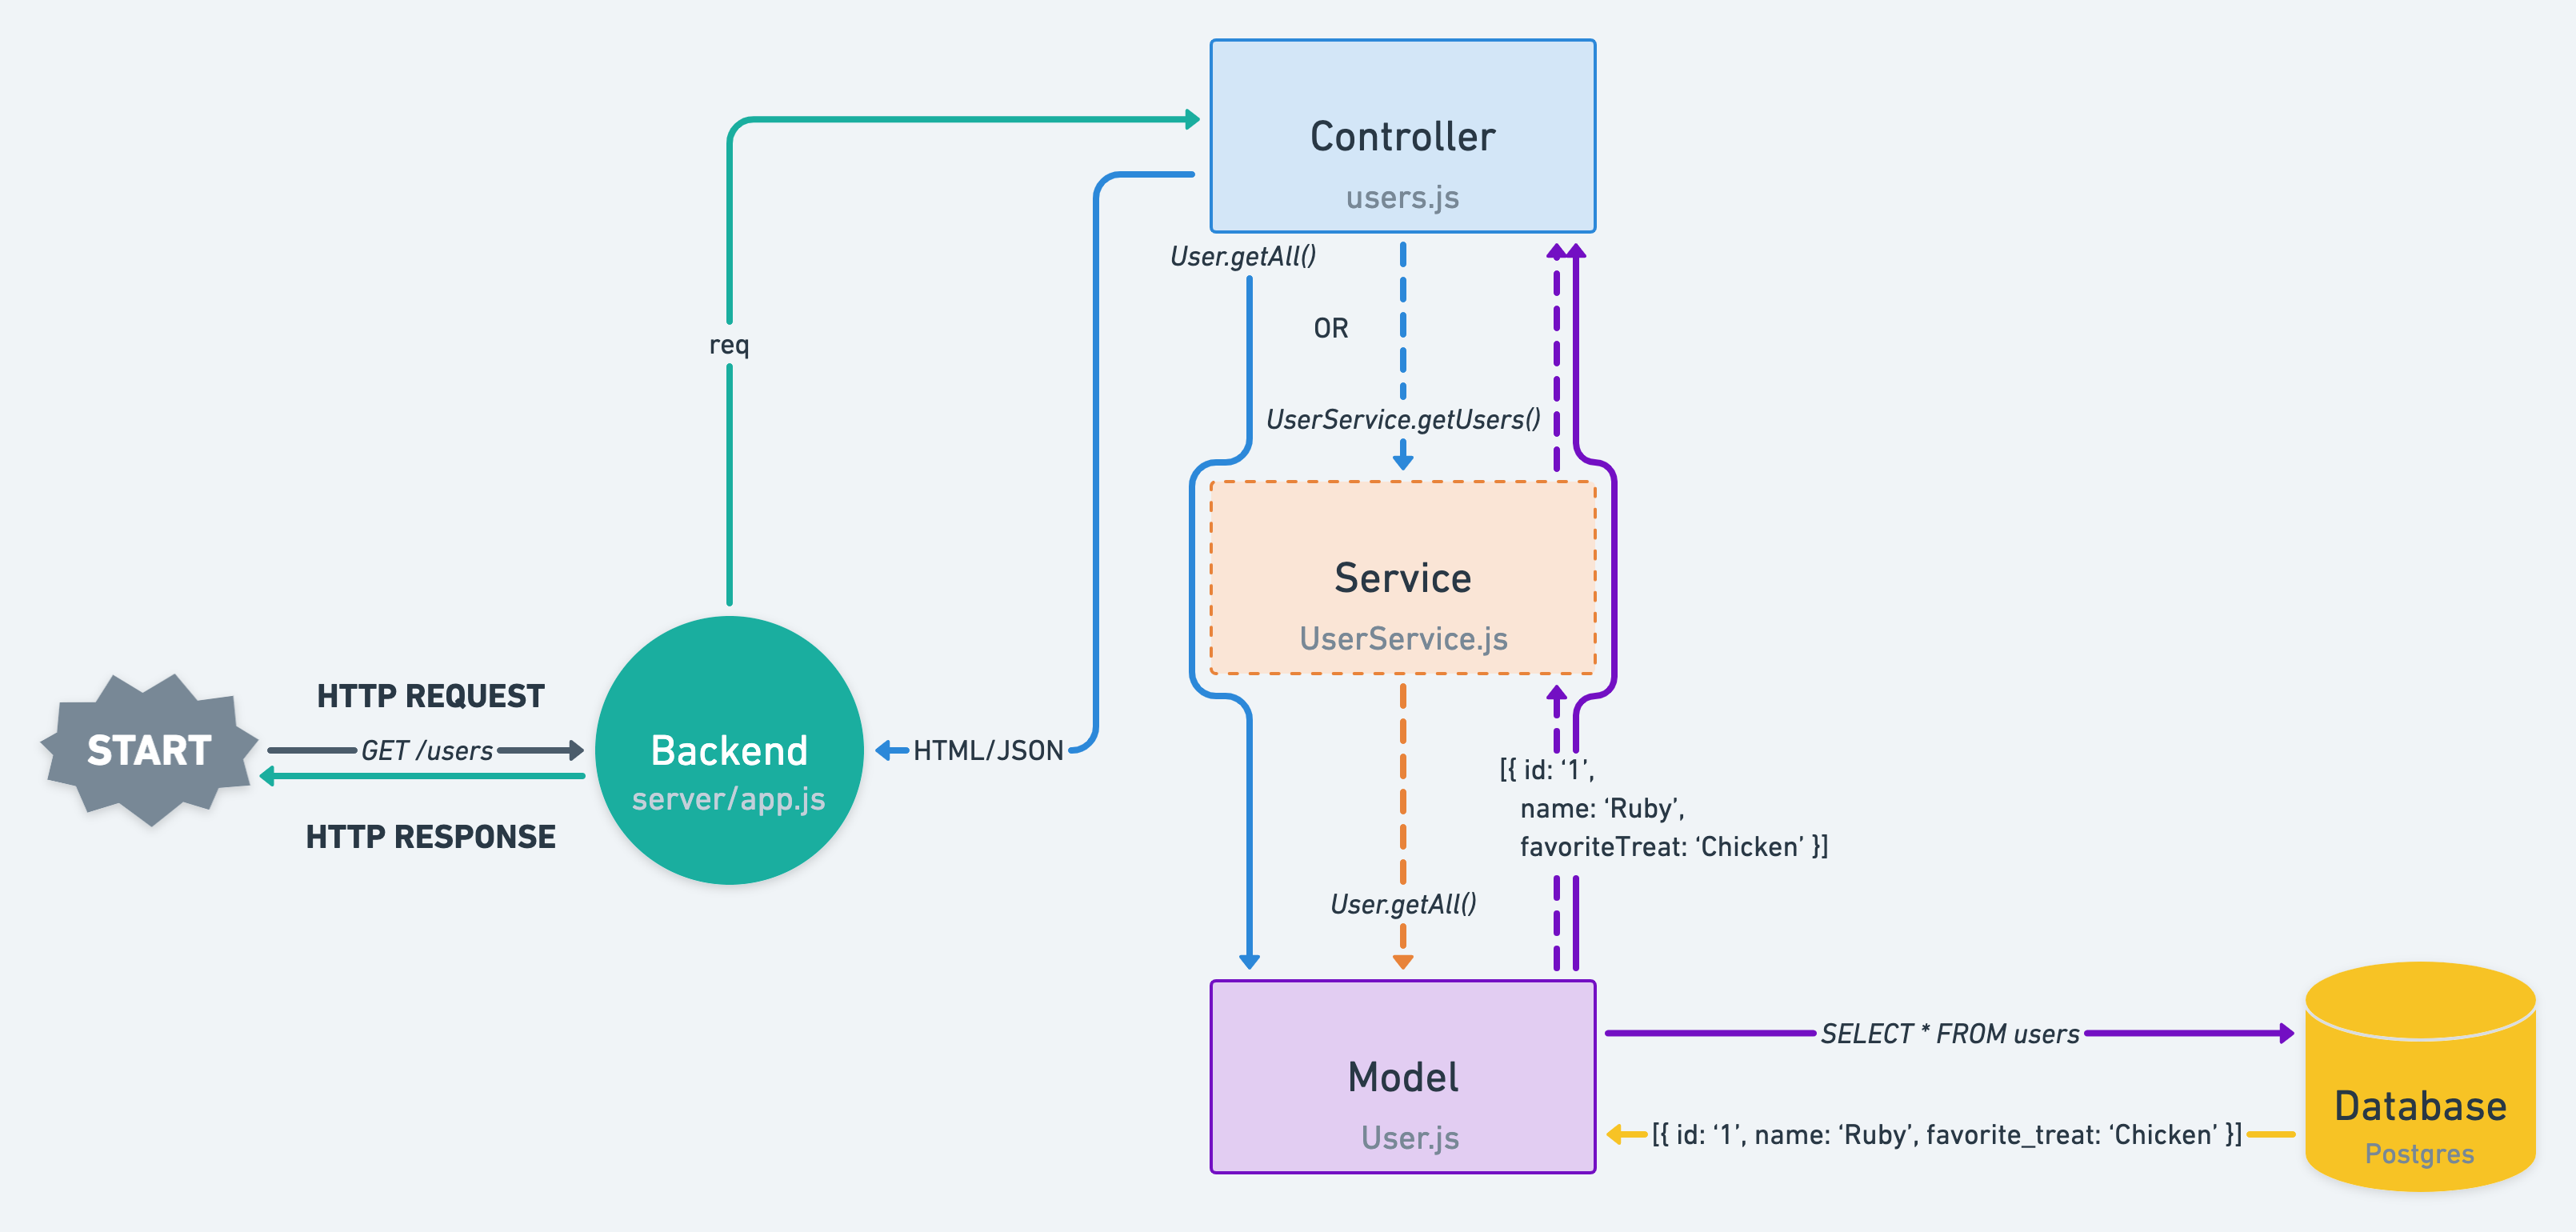 Controller
users.js
User.getAll()
OR
req
UserService.getUsers()
Service
UserService.js
HTTP REQUEST
START
GET /users
Backend
server/app.js
HTML/JSON
HTTP RESPONSE
[{ id: ‘1’,
name: ‘Ruby’,
favoriteTreat: ‘Chicken’ }]
User.getAll()
Model
User.js
SELECT * FROM users
[{ id: ‘1’, name: ‘Ruby’, favorite_treat: ‘Chicken’ }]
Database
Postgres